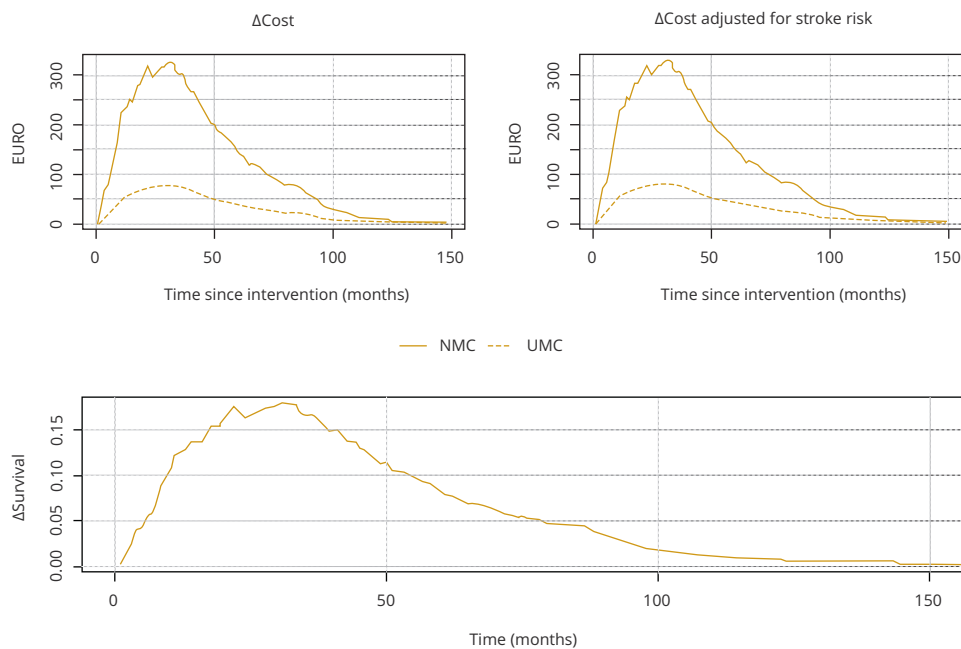 ΔCost
ΔCost adjusted for stroke risk
EURO
0
100
200
300
0
50
100
150
Time since intervention (months)
EURO
0
100
200
300
0
50
100
150
Time since intervention (months)
NMC
UMC
ΔSurvival
0.00
0.05
0.10
0.15
0
50
100
150
Time (months)